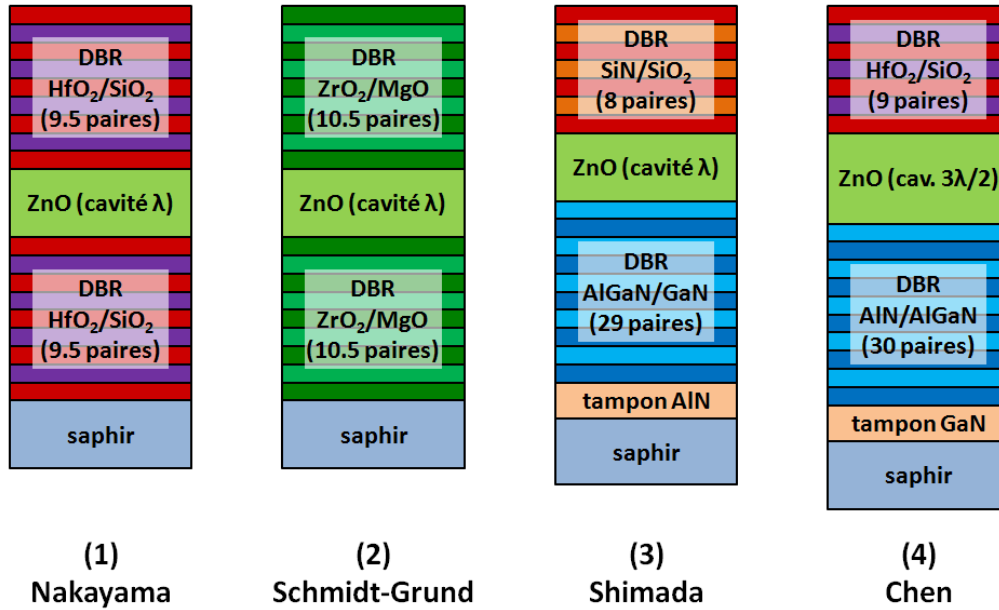 DBR
HfO₂/SiO₂
(9.5 paires)
ZnO (cavité λ)
DBR
HfO₂/SiO₂
(9.5 paires)
saphir
(1)
Nakayama
DBR
ZrO₂/MgO
(10.5 paires)
ZnO (cavité λ)
DBR
ZrO₂/MgO
(10.5 paires)
saphir
(2)
Schmidt-Grund
DBR
SiN/SiO₂
(8 paires)
ZnO (cavité λ)
DBR
AlGaN/GaN
(29 paires)
tampon AlN
saphir
(3)
Shimada
DBR
HfO₂/SiO₂
(9 paires)
ZnO (cav. 3λ/2)
DBR
AlN/AlGaN
(30 paires)
tampon GaN
saphir
(4)
Chen